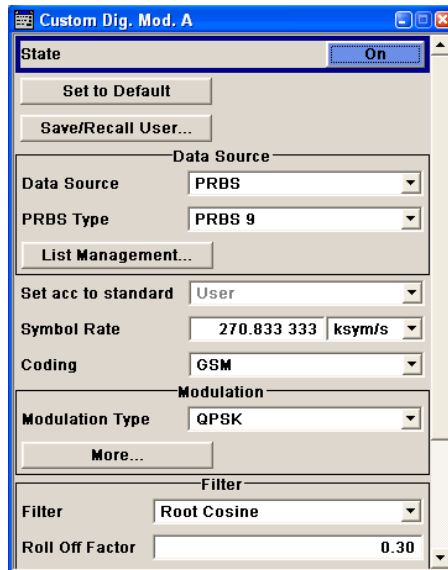 Custom Dig. Mod. A
State On
Set to Default
Save/Recall User...
Data Source
Data Source PRBS
PRBS Type PRBS 9
List Management...
Set acc to standard User
Symbol Rate 270.833 333 ksym/s
Coding GSM
Modulation
Modulation Type QPSK
More...
Filter
Filter Root Cosine
Roll Off Factor 0.30